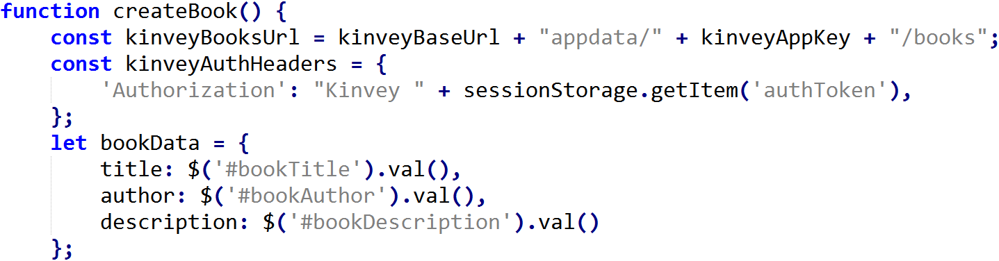 function createBook() {
    const kinveyBooksUrl = kinveyBaseUrl + "appdata/" + kinveyAppKey + "/books";
    const kinveyAuthHeaders = {
        'Authorization': "Kinvey " + sessionStorage.getItem('authToken'),
    };
    let bookData = {
        title: $('#bookTitle').val(),
        author: $('#bookAuthor').val(),
        description: $('#bookDescription').val()
    };